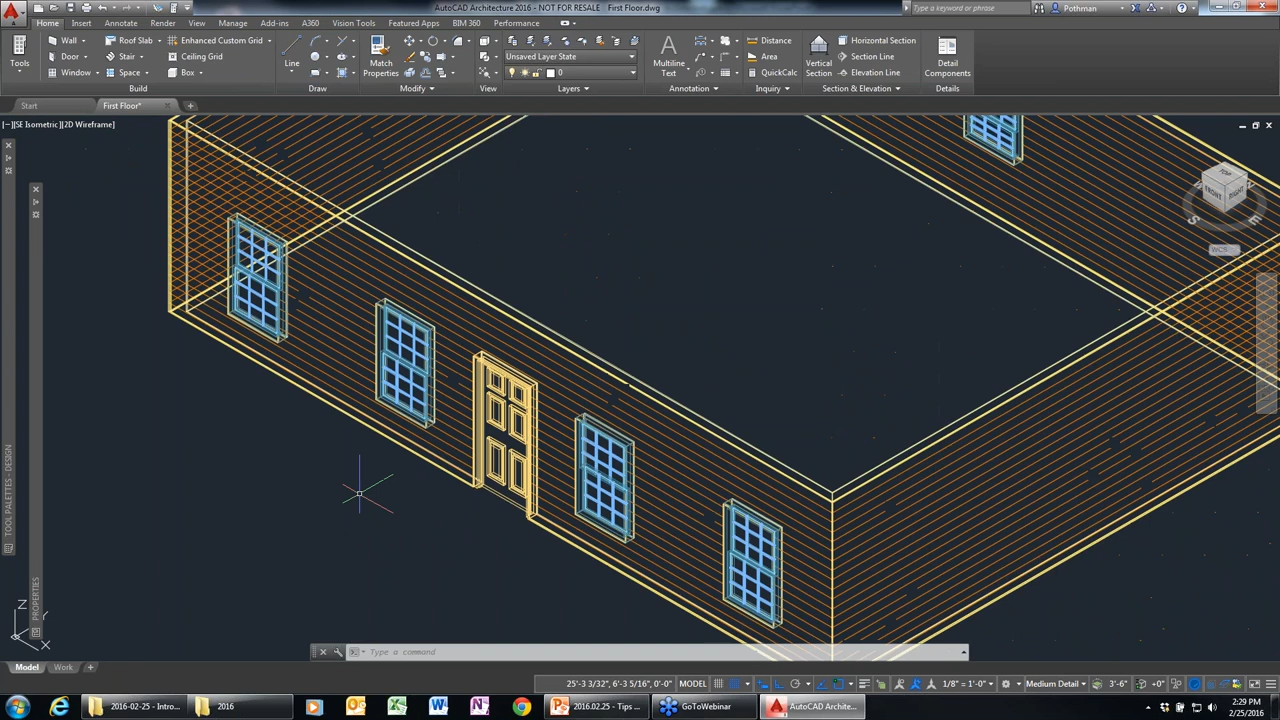 AutoCAD Architecture 2016 - NOT FOR RESALE   First Floor.dwg
Type a keyword or phrase
Pothman
Home Insert Annotate Render View Manage Add-ins A360 Vision Tools Featured Apps BIM 360 Performance
Tools
Wall
Door
Window
Roof Slab
Stair
Space
Enhanced Custom Grid
Ceiling Grid
Box
Build
Line
Draw
Match Properties
Modify
View
Unsaved Layer State
0
Layers
Multiline Text
Annotation
Distance
Area
QuickCalc
Inquiry
Vertical Section
Horizontal Section
Section Line
Elevation Line
Section & Elevation
Detail Components
Details
Start
First Floor*
[−][SE Isometric][2D Wireframe]
TOP
FRONT
RIGHT
S
E
WCS
TOOL PALETTES - DESIGN
PROPERTIES
Z
Y
X
Type a command
Model Work
25'-3 3/32", 6'-3 5/16", 0'-0"
MODEL
1/8" = 1'-0"
Medium Detail
3'-6"
+0"
2016-02-25 - Intro...
2016
2016.02.25 - Tips ...
GoToWebinar
AutoCAD Archite...
2:29 PM
2/25/2016